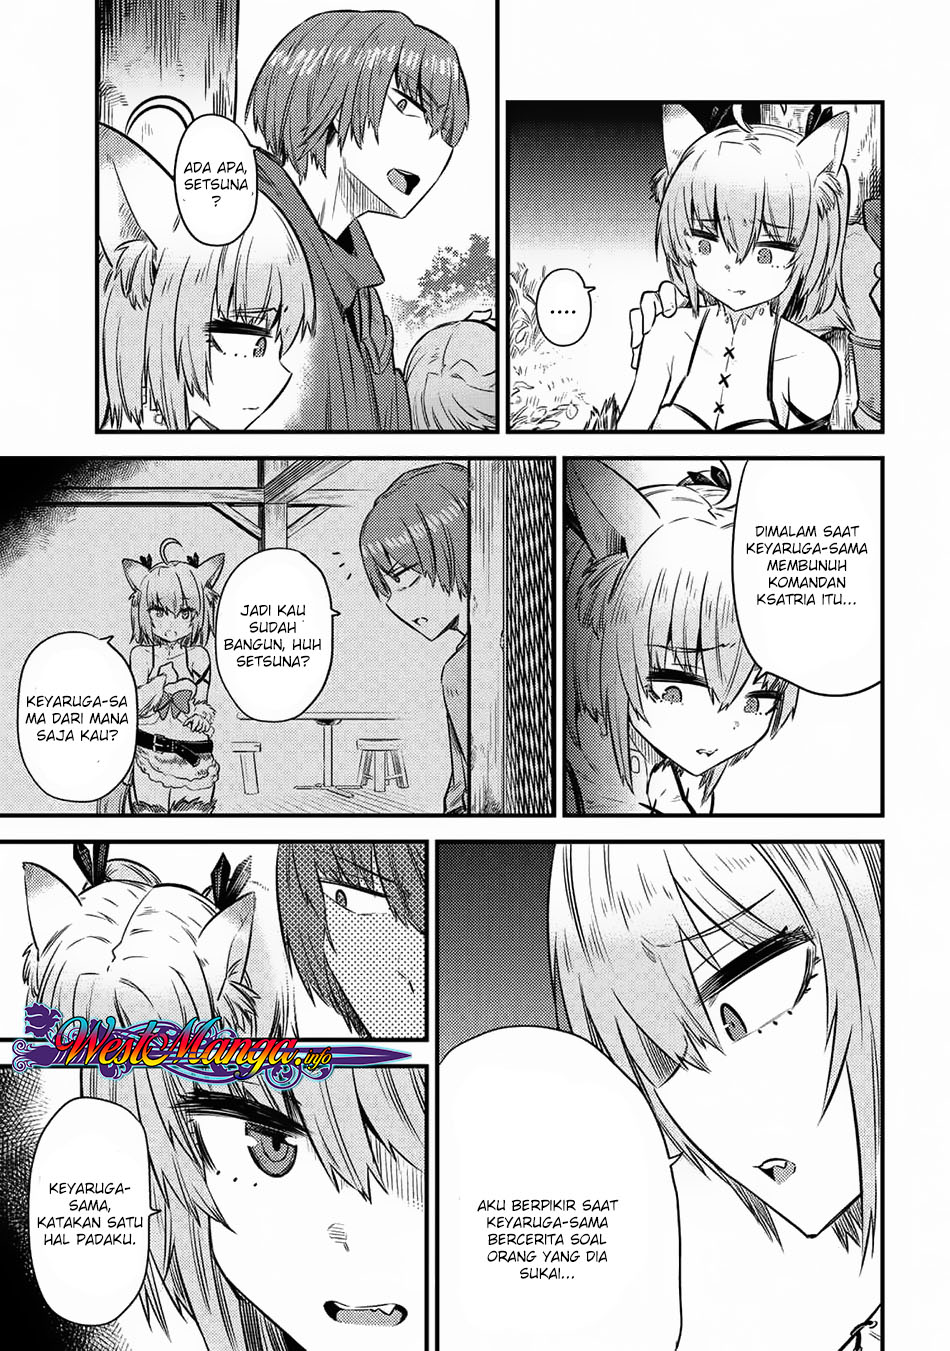 .....
ADA APA,
SETSUNA
?
DIMALAM SAAT
KEYARUGA-SAMA
MEMBUNUH
KOMANDAN
KSATRIA ITU...
JADI KAU
SUDAH
BANGUN, HUH
SETSUNA?
KEYARUGA-SA
MA DARI MANA
SAJA KAU?
AKU BERPIKIR SAAT
KEYARUGA-SAMA
BERCERITA SOAL
ORANG YANG DIA
SUKAI...
WestManga.info
KEYARUGA-
SAMA,
KATAKAN SATU
HAL PADAKU.